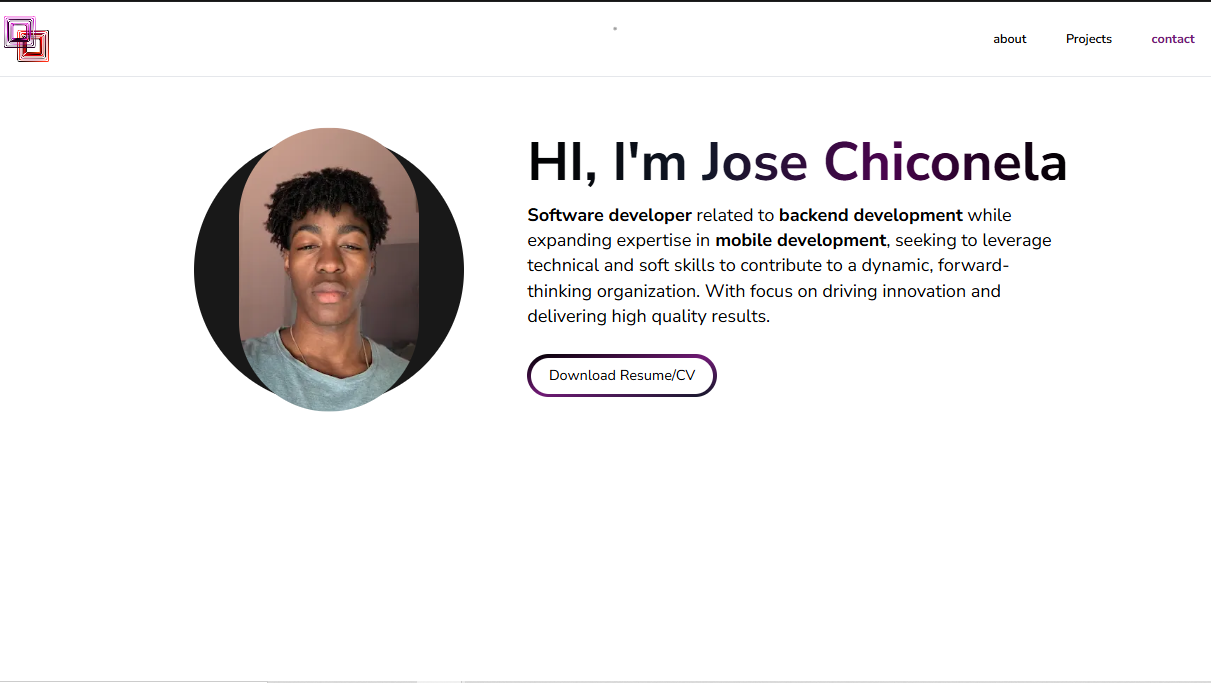 about Projects contact
HI, I'm Jose Chiconela
Software developer related to backend development while
expanding expertise in mobile development, seeking to leverage
technical and soft skills to contribute to a dynamic, forward-
thinking organization. With focus on driving innovation and
delivering high quality results.
Download Resume/CV